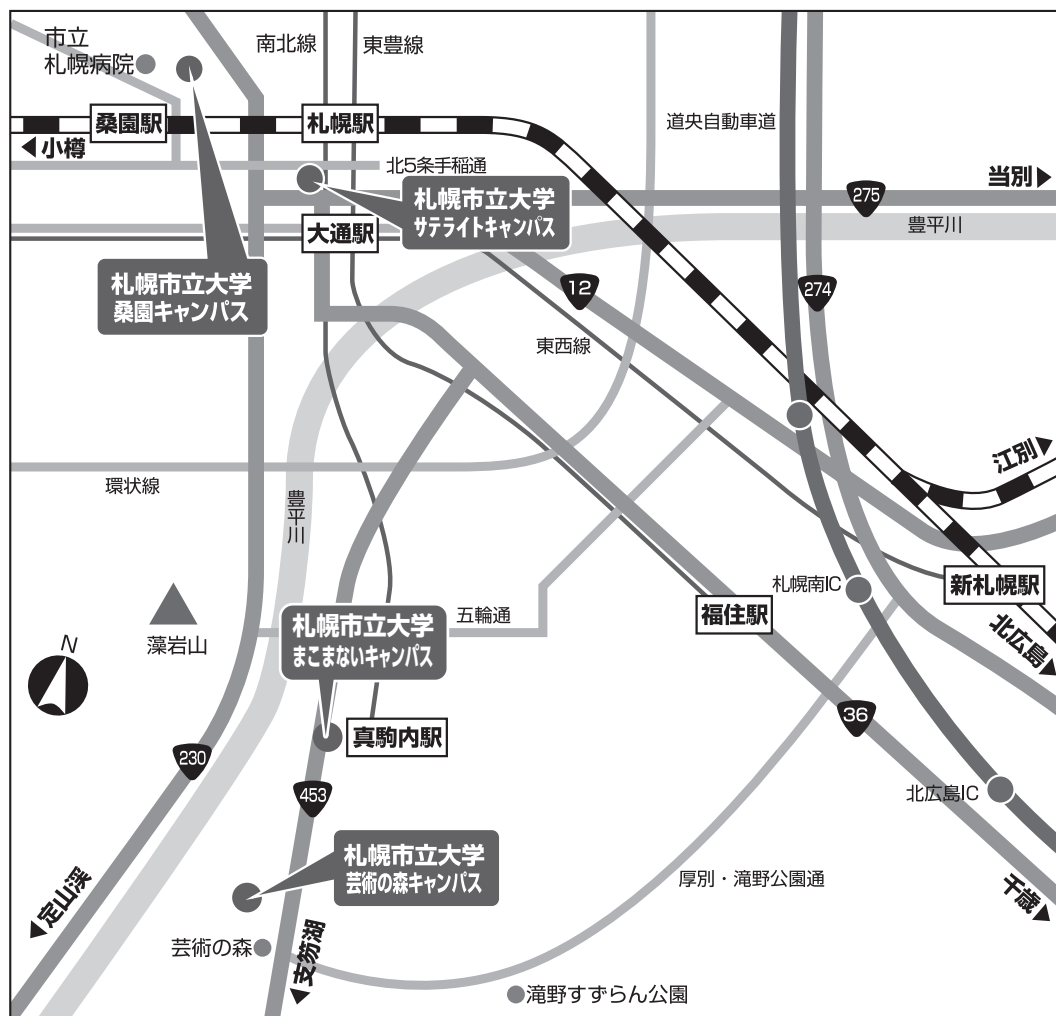 市立
札幌病院
南北線
東豊線
桑園駅
札幌駅
道央自動車道
小樽
北5条手稲通
当別
275
札幌市立大学
サテライトキャンパス
豊平川
大通駅
札幌市立大学
桑園キャンパス
12
274
東西線
江別
環状線
豊平川
札幌南IC
新札幌駅
福住駅
五輪通
札幌市立大学
まこまないキャンパス
北広島
藻岩山
N
36
真駒内駅
230
453
北広島IC
札幌市立大学
芸術の森キャンパス
厚別・滝野公園通
定山渓
千歳
芸術の森
支笏湖
滝野すずらん公園